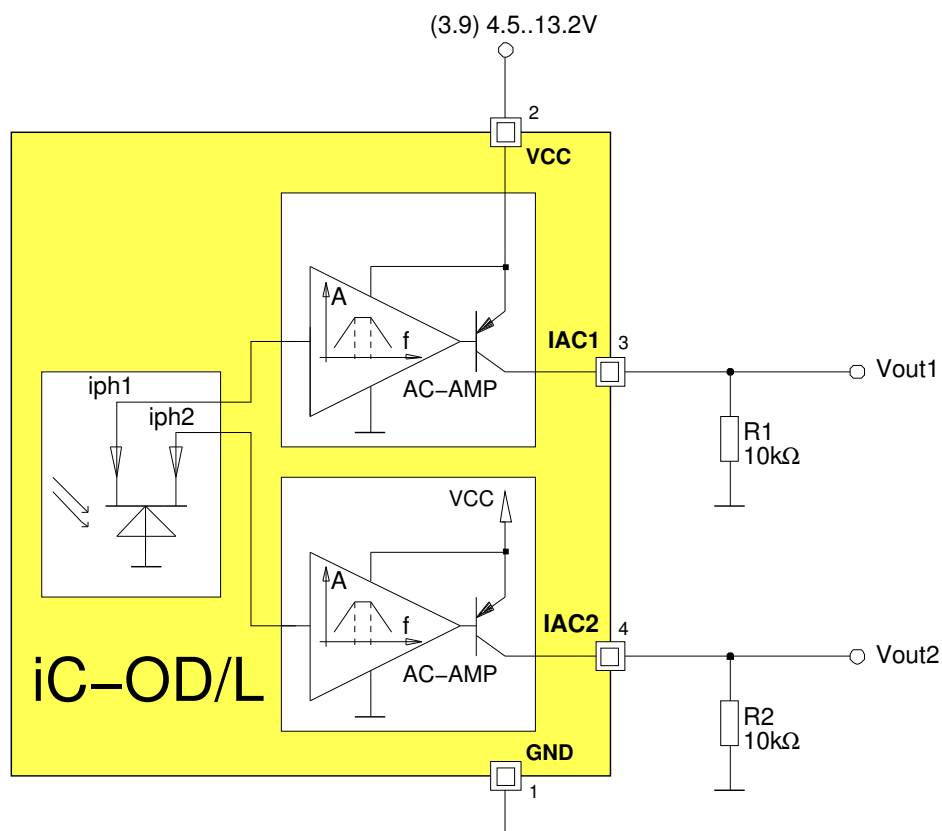 (3.9) 4.5..13.2V
2
VCC
A
f
AC-AMP
IAC1
3
Vout1
R1
10kΩ
iph1
iph2
VCC
A
f
AC-AMP
IAC2
4
Vout2
R2
10kΩ
iC-OD/L
GND
1